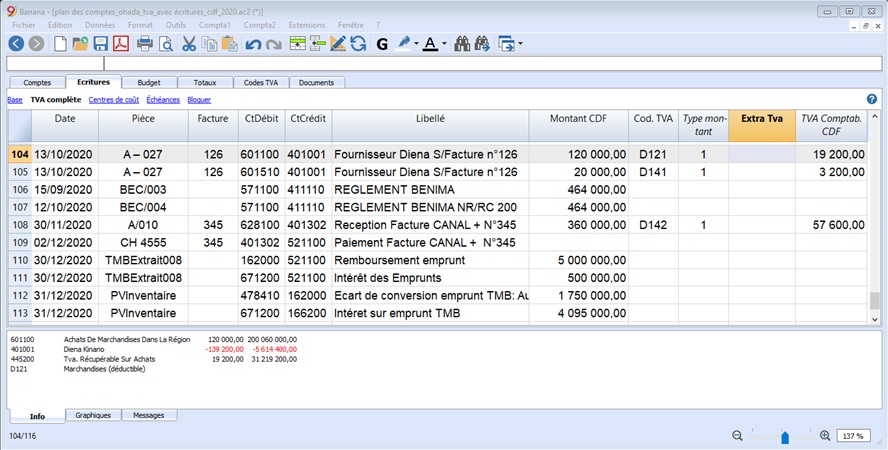 Banana - [plan des comptes_ohada_tva_avec écritures_cdf_2020.ac2 (*)]
Fichier Edition Données Format Outils Compta1 Compta2 Extensions Fenêtre ?
G A
Comptes Ecritures Budget Totaux Codes TVA Documents
Base TVA complète Centres de coût Échéances Bloquer
Date Pièce Facture CtDébit CtCrédit Libellé Montant CDF Cod. TVA Type mon-tant Extra Tva TVA Comptab. CDF
104 13/10/2020 A – 027 126 601100 401001 Fournisseur Diena S/Facture n°126 120 000,00 D121 1 19 200,00
105 13/10/2020 A – 027 126 601510 401001 Fournisseur Diena S/Facture n°126 20 000,00 D141 1 3 200,00
106 15/09/2020 BEC/003 571100 411110 REGLEMENT BENIMA 464 000,00
107 12/10/2020 BEC/004 571100 411110 REGLEMENT BENIMA NR/RC 200 464 000,00
108 30/11/2020 A/010 345 628100 401302 Reception Facture CANAL + N°345 360 000,00 D142 1 57 600,00
109 02/12/2020 CH 4555 345 401302 521100 Paiement Facture CANAL + N°345
110 30/12/2020 TMBExtrait008 162000 521100 Remboursement emprunt 5 000 000,00
111 30/12/2020 TMBExtrait008 671200 521100 Intérêt des Emprunts 500 000,00
112 31/12/2020 PVInventaire 478410 162000 Ecart de conversion emprunt TMB: Au 1 750 000,00
113 31/12/2020 PVInventaire 671200 166200 Intéret sur emprunt TMB 4 095 000,00
601100 Achats De Marchandises Dans La Région 120 000,00 200 060 000,00
401001 Diena Kinano -139 200,00 -5 614 400,00
445200 Tva. Récupérable Sur Achats 19 200,00 31 219 200,00
D121 Marchandises (déductible)
Info Graphiques Messages
104/116 137 %